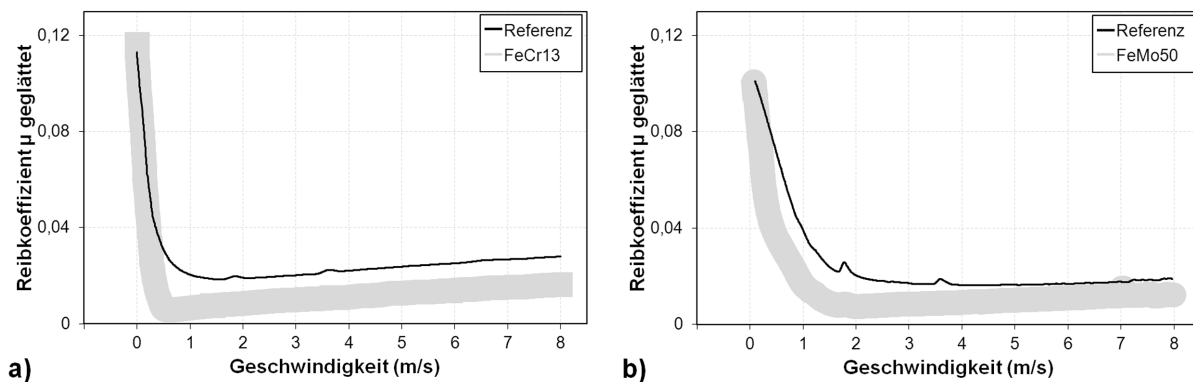 Reibkoeffizient µ geglättet
0,12
0,08
0,04
0
Referenz
FeCr13
0 1 2 3 4 5 6 7 8
Geschwindigkeit (m/s)
a)
Reibkoeffizient µ geglättet
0,12
0,08
0,04
0
Referenz
FeMo50
0 1 2 3 4 5 6 7 8
Geschwindigkeit (m/s)
b)